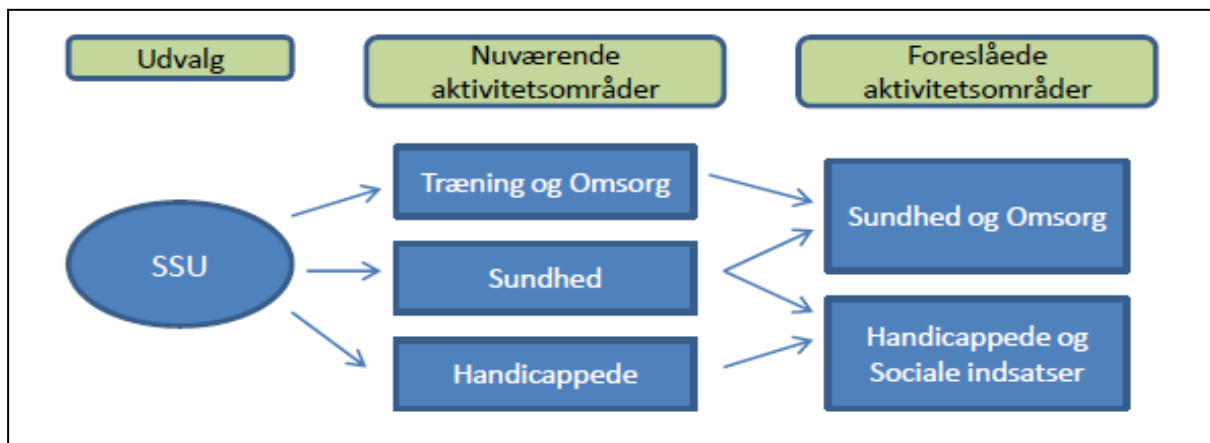 Udvalg
Nuværende
aktivitetsområder
Foreslåede
aktivitetsområder
SSU
Træning og Omsorg
Sundhed
Handicappede
Sundhed og Omsorg
Handicappede og
Sociale indsatser